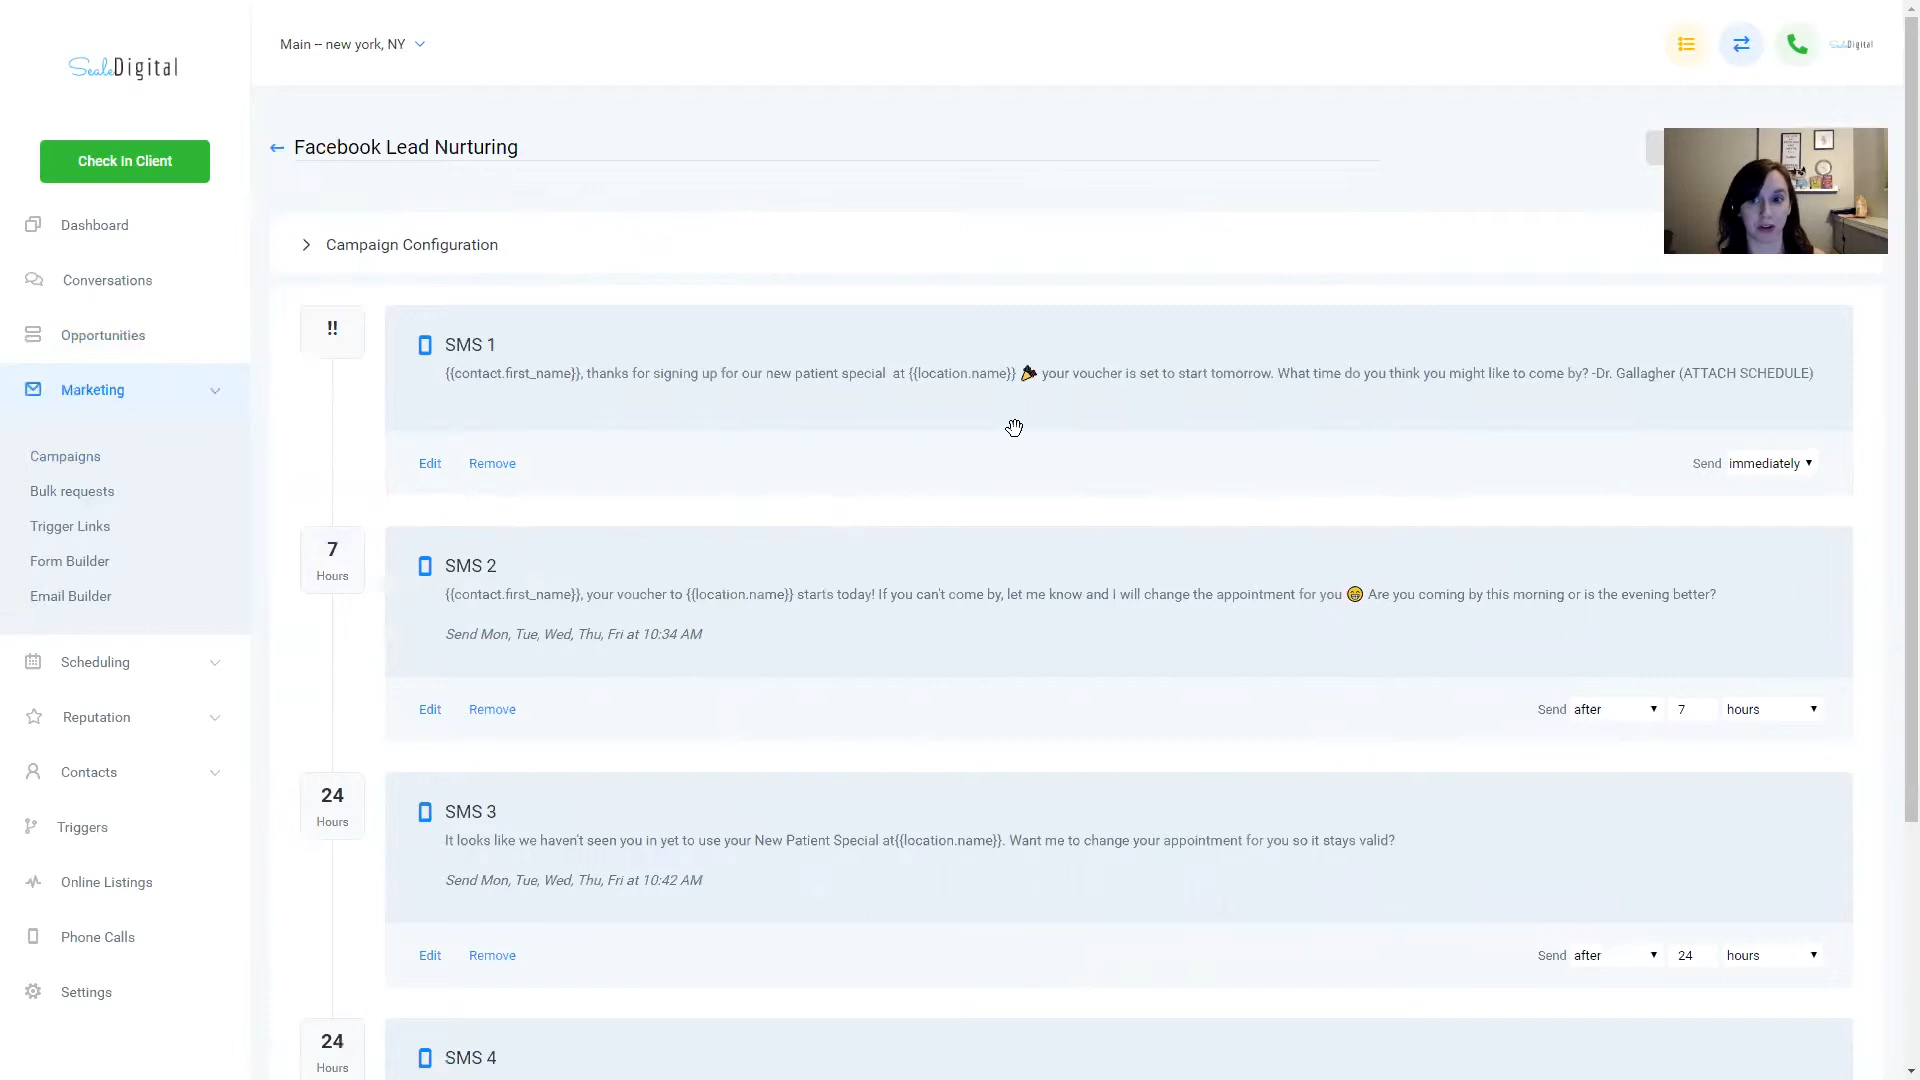 SealeDigital
Main – new york, NY
SealeDigital
Check In Client
Dashboard
Conversations
Opportunities
Marketing
Campaigns
Bulk requests
Trigger Links
Form Builder
Email Builder
Scheduling
Reputation
Contacts
Triggers
Online Listings
Phone Calls
Settings
Facebook Lead Nurturing
Campaign Configuration
!!
SMS 1
{{contact.first_name}}, thanks for signing up for our new patient special at {{location.name}} 🎉 your voucher is set to start tomorrow. What time do you think you might like to come by? -Dr. Gallagher (ATTACH SCHEDULE)
Edit Remove Send immediately
7
Hours
SMS 2
{{contact.first_name}}, your voucher to {{location.name}} starts today! If you can't come by, let me know and I will change the appointment for you 😁 Are you coming by this morning or is the evening better?
Send Mon, Tue, Wed, Thu, Fri at 10:34 AM
Edit Remove Send after 7 hours
24
Hours
SMS 3
It looks like we haven't seen you in yet to use your New Patient Special at{{location.name}}. Want me to change your appointment for you so it stays valid?
Send Mon, Tue, Wed, Thu, Fri at 10:42 AM
Edit Remove Send after 24 hours
24
Hours
SMS 4